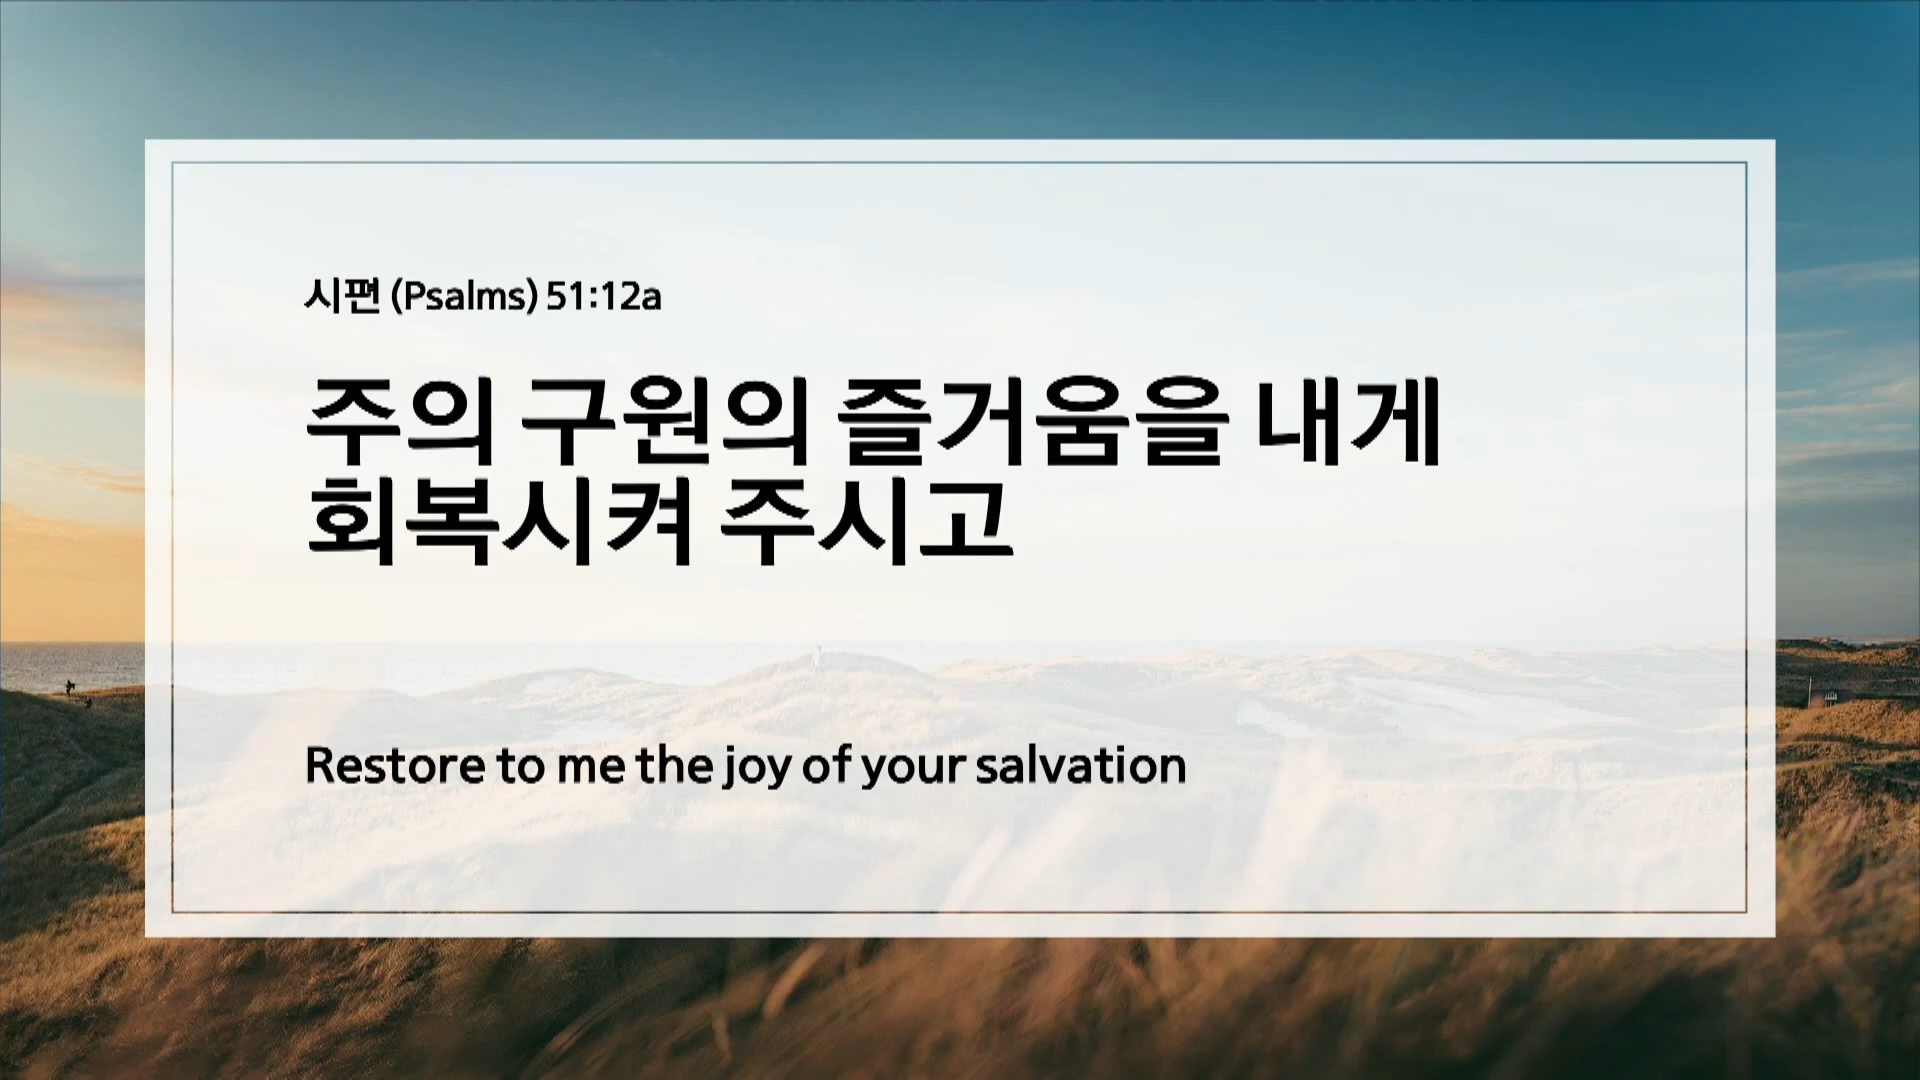 시편 (Psalms) 51:12a
주의 구원의 즐거움을 내게
회복시켜 주시고
Restore to me the joy of your salvation